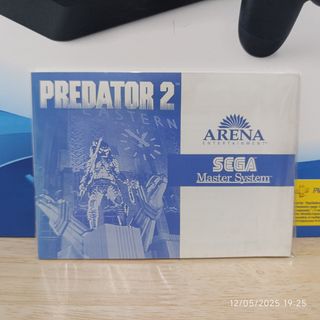 PREDATOR 2
EASTERN
ARENA
ENTERTAINMENT
SEGA
Master System
12/05/2025 19:25